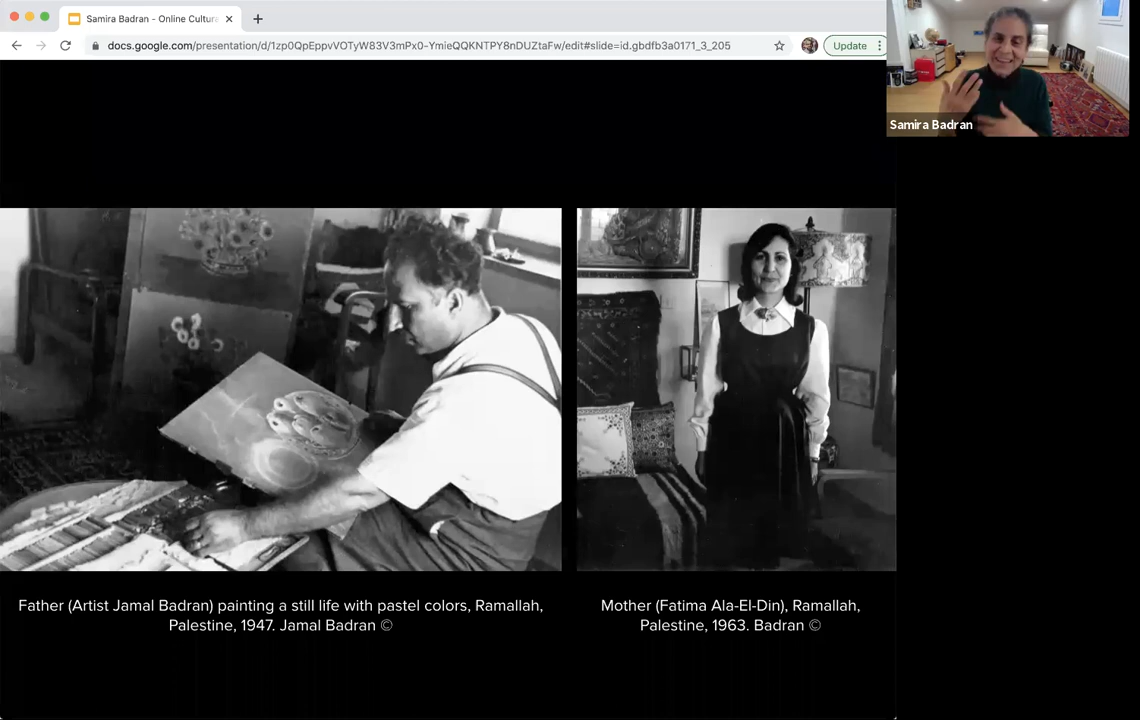 Samira Badran - Online Cultura
docs.google.com/presentation/d/1zp0QpEppvVOTyW83V3mPx0-YmieQQKNTPY8nDUZtaFw/edit#slide=id.gbdfb3a0171_3_205
Update
Samira Badran
Father (Artist Jamal Badran) painting a still life with pastel colors, Ramallah,
Palestine, 1947. Jamal Badran ©
Mother (Fatima Ala-El-Din), Ramallah,
Palestine, 1963. Badran ©